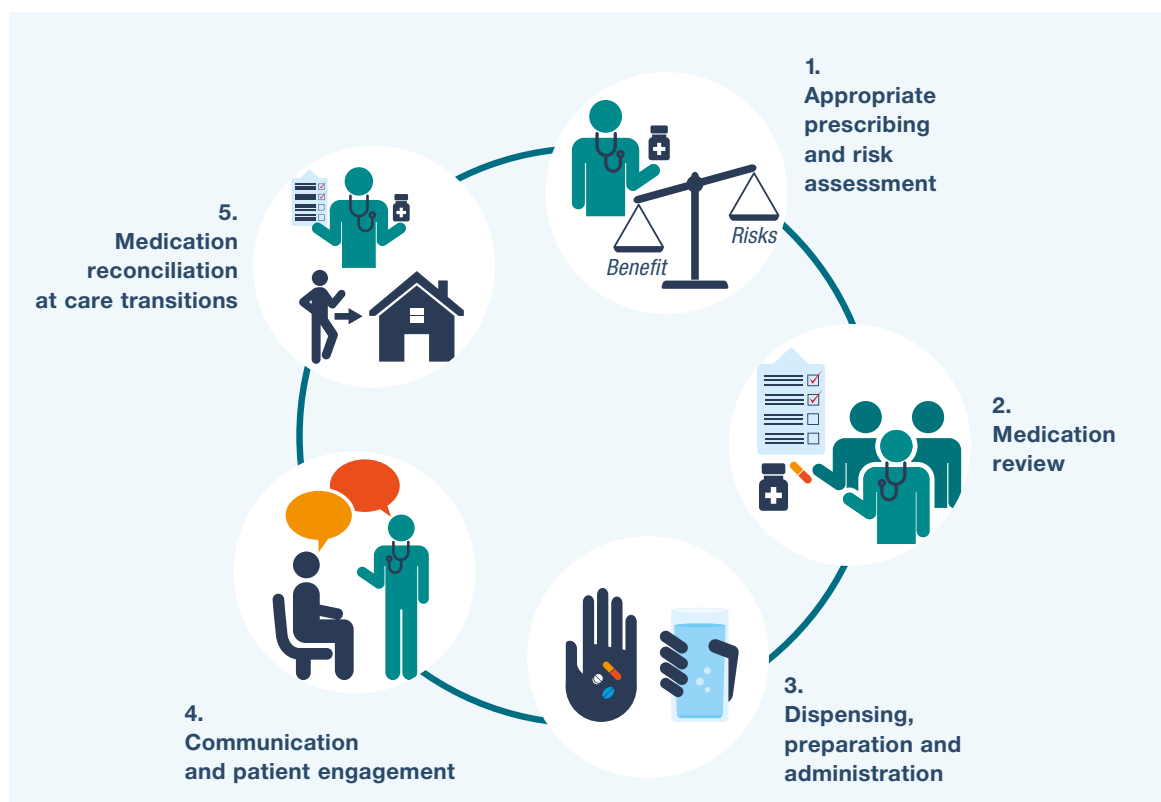 1.
Appropriate
prescribing
and risk
assessment
Risks
Benefit
2.
Medication
review
3.
Dispensing,
preparation and
administration
4.
Communication
and patient engagement
5.
Medication
reconciliation
at care transitions